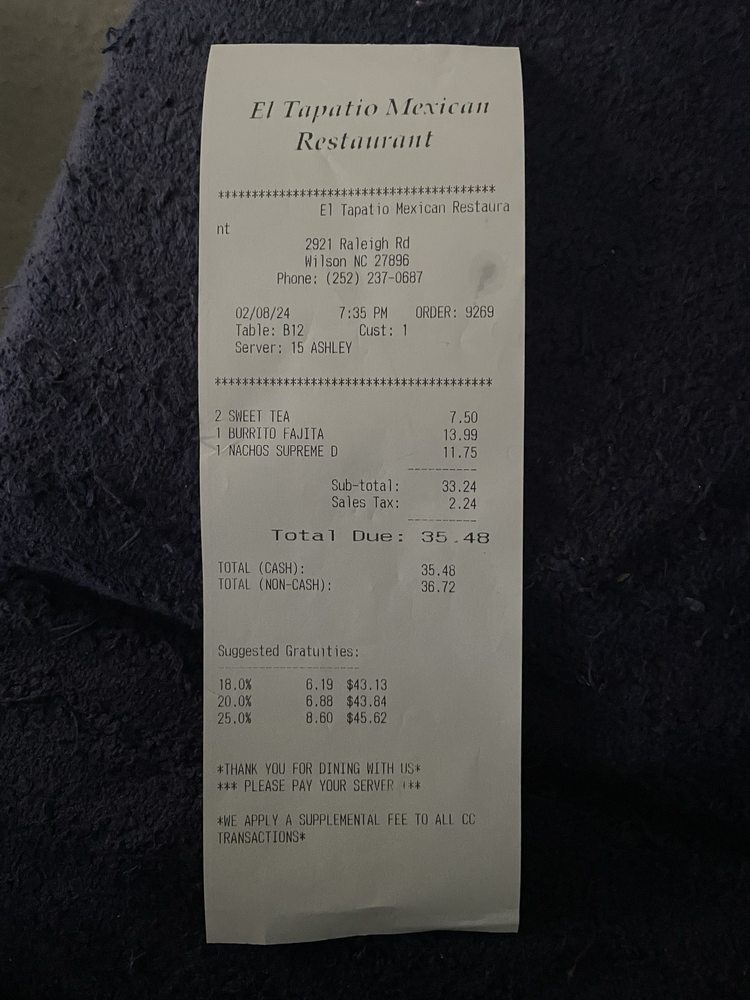 El Tapatio Mexican
Restaurant
****************************************
El Tapatio Mexican Restaura
nt
2921 Raleigh Rd
Wilson NC 27896
Phone: (252) 237-0687
02/08/24 7:35 PM ORDER: 9269
Table: B12 Cust: 1
Server: 15 ASHLEY
****************************************
2 SWEET TEA 7.50
1 BURRITO FAJITA 13.99
1 NACHOS SUPREME D 11.75
----------
Sub-total: 33.24
Sales Tax: 2.24
----------
Total Due: 35.48
TOTAL (CASH): 35.48
TOTAL (NON-CASH): 36.72
Suggested Gratuities:
--------------------
18.0% 6.19 $43.13
20.0% 6.88 $43.84
25.0% 8.60 $45.62
*THANK YOU FOR DINING WITH US*
*** PLEASE PAY YOUR SERVER ***
*WE APPLY A SUPPLEMENTAL FEE TO ALL CC
TRANSACTIONS*